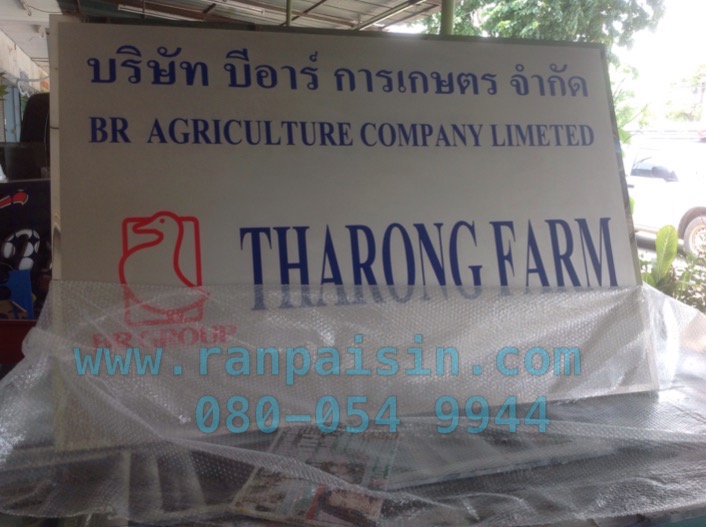 บริษัท บีอาร์ การเกษตร จำกัด
BR AGRICULTURE COMPANY LIMETED
THARONG FARM
BR GROUP
www.ranpaisin.com
080-054 9944